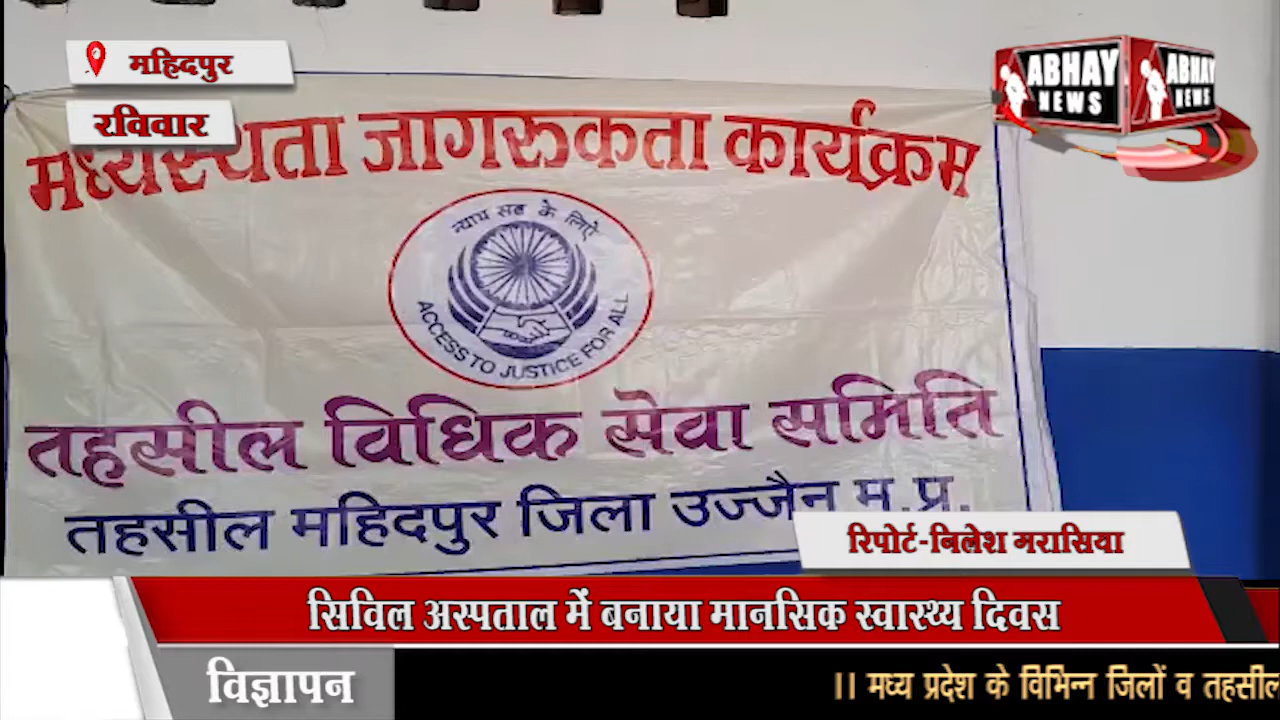 महिदपुर
रविवार
ABHAY NEWS
ABHAY NEWS
मध्यस्थता जागरूकता कार्यक्रम
न्याय सब के लिए
ACCESS TO JUSTICE FOR ALL
तहसील विधिक सेवा समिति
तहसील महिदपुर जिला उज्जैन म.प्र.
रिपोर्ट-निलेश मरासिया
सिविल अस्पताल में बनाया मानसिक स्वास्थ्य दिवस
विज्ञापन
।। मध्य प्रदेश के विभिन्न जिलों व तहसील